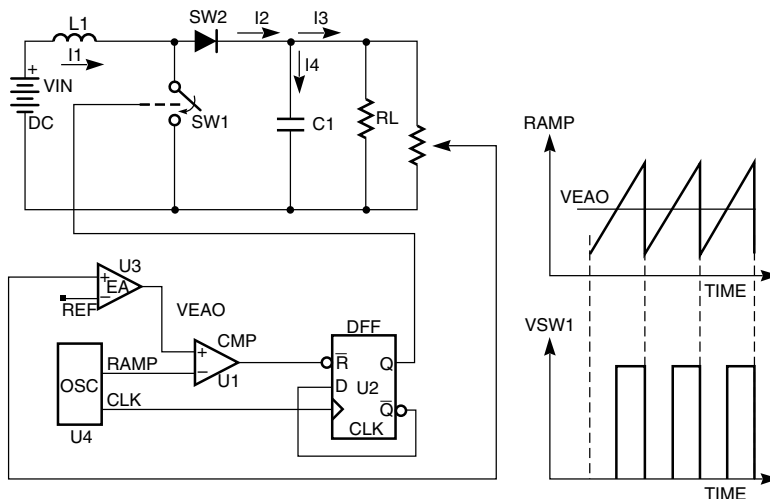 L1
SW2
I1
I2
I3
I4
+
VIN
DC
SW1
C1
RL
RAMP
VEAO
TIME
U3
+
EA
−
REF
VEAO
CMP
DFF
RAMP
+
−
U1
R
Q
D
U2
OSC
CLK
Q
CLK
U4
VSW1
TIME